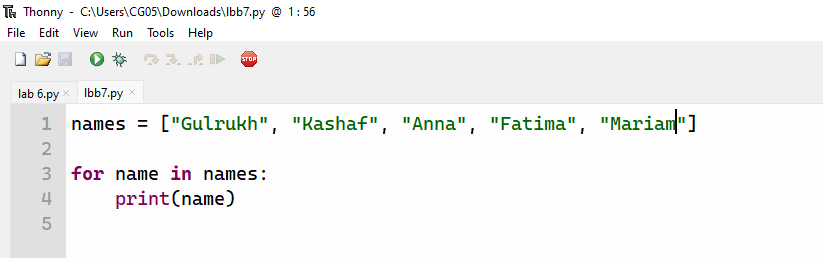 Thonny - C:\Users\CG05\Downloads\lbb7.py @ 1 : 56
File Edit View Run Tools Help
STOP
lab 6.py × lbb7.py ×
1 names = ["Gulrukh", "Kashaf", "Anna", "Fatima", "Mariam"]
2
3 for name in names:
4     print(name)
5